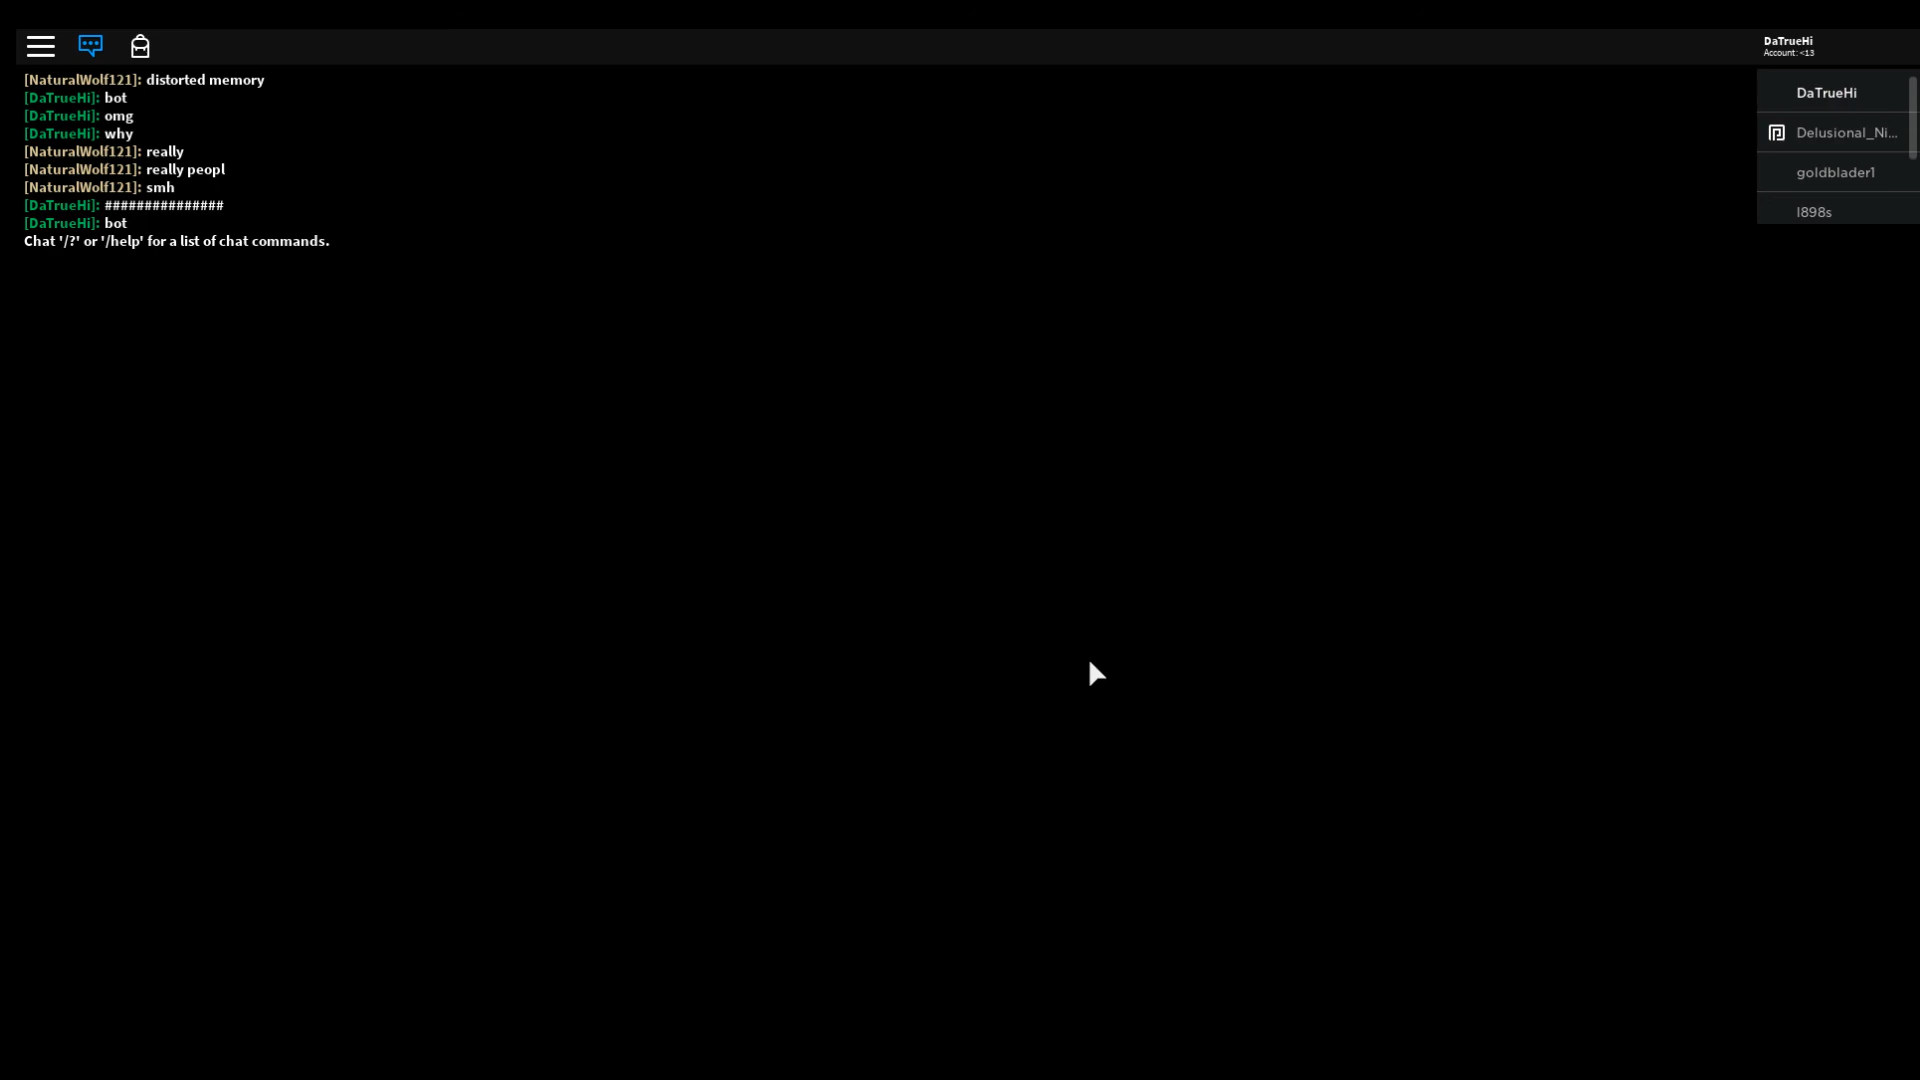 DaTrueHi
Account: <13
[NaturalWolf121]: distorted memory
[DaTrueHi]: bot
[DaTrueHi]: omg
[DaTrueHi]: why
[NaturalWolf121]: really
[NaturalWolf121]: really peopl
[NaturalWolf121]: smh
[DaTrueHi]: ###############
[DaTrueHi]: bot
Chat '/?' or '/help' for a list of chat commands.
DaTrueHi
Delusional_Ni...
goldblader1
l898s